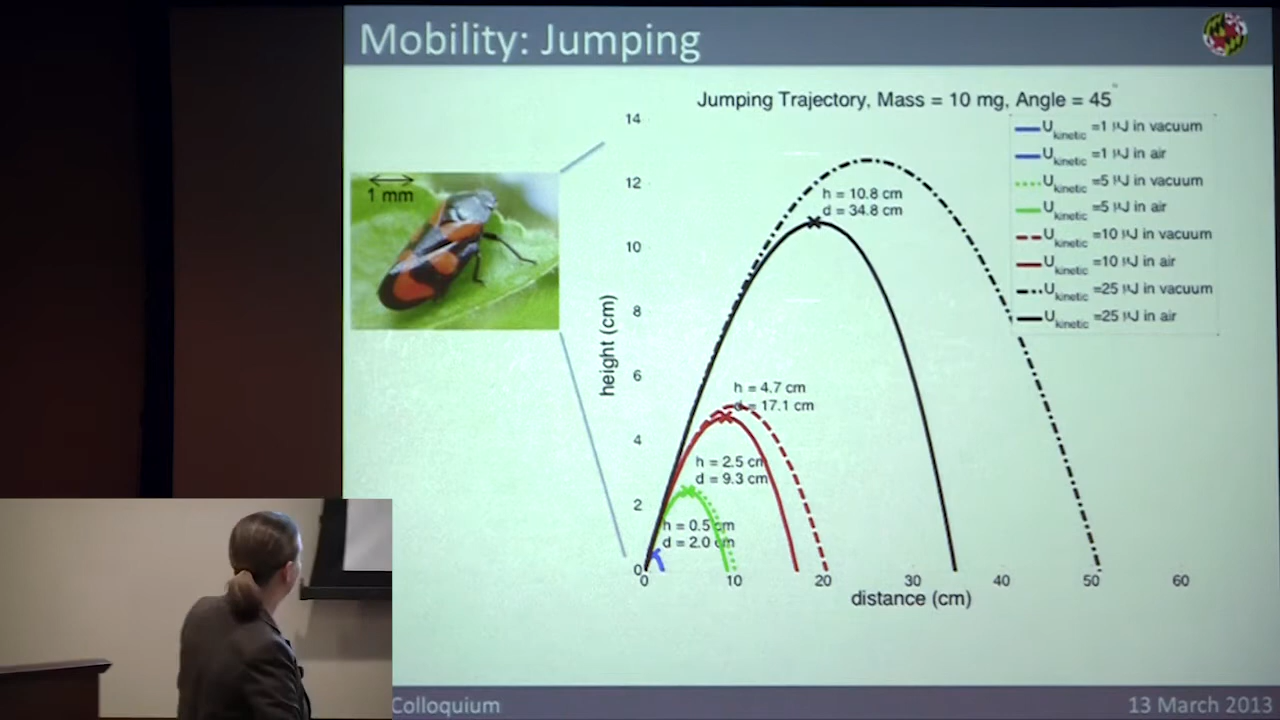 Mobility: Jumping
Jumping Trajectory, Mass = 10 mg, Angle = 45°
1 mm
14
12
10
8
6
4
2
0
height (cm)
h = 10.8 cm
d = 34.8 cm
h = 4.7 cm
d = 17.1 cm
h = 2.5 cm
d = 9.3 cm
h = 0.5 cm
d = 2.0 cm
U kinetic =1 µJ in vacuum
U kinetic =1 µJ in air
U kinetic =5 µJ in vacuum
U kinetic =5 µJ in air
U kinetic =10 µJ in vacuum
U kinetic =10 µJ in air
U kinetic =25 µJ in vacuum
U kinetic =25 µJ in air
0 10 20 30 40 50 60
distance (cm)
Colloquium
13 March 2013